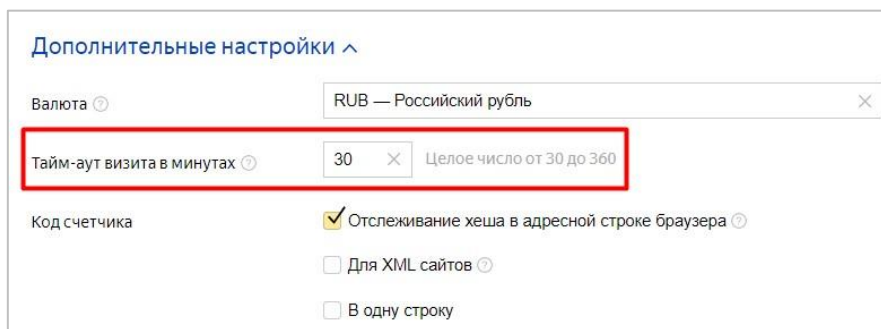 Дополнительные настройки
Валюта
RUB — Российский рубль
Тайм-аут визита в минутах
30
Целое число от 30 до 360
Код счетчика
Отслеживание хеша в адресной строке браузера
Для XML сайтов
В одну строку